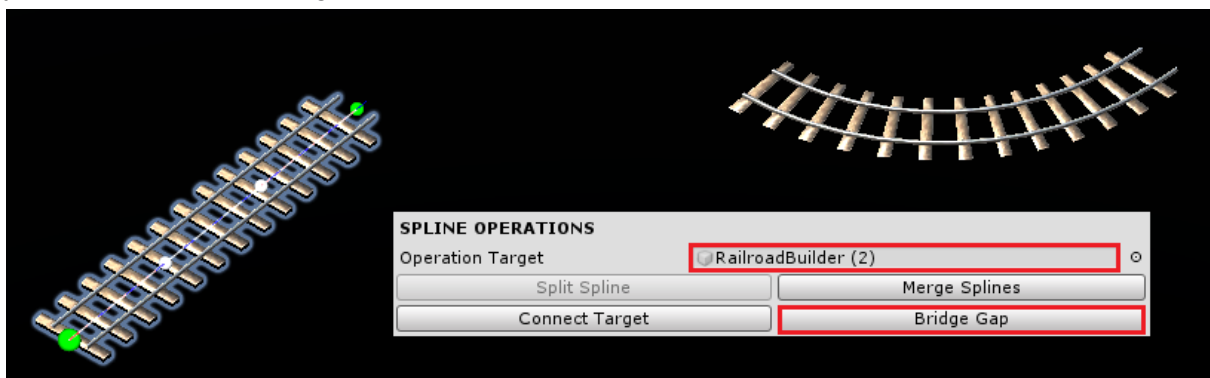 SPLINE OPERATIONS
Operation Target RailroadBuilder (2)
Split Spline Merge Splines
Connect Target Bridge Gap